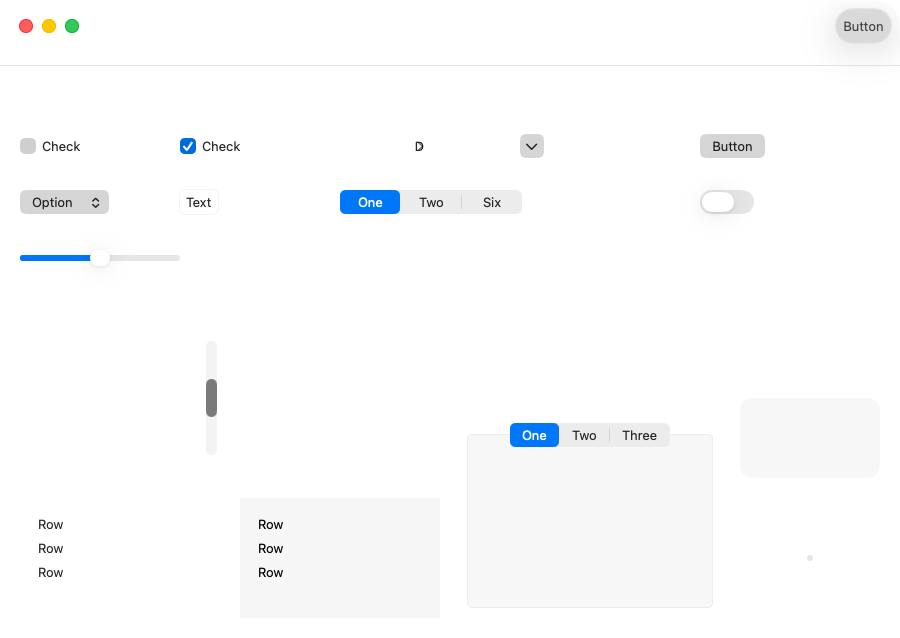 Button
Check
Check
Button
Option
Text
One Two Six
One Two Three
Row
Row
Row
Row
Row
Row